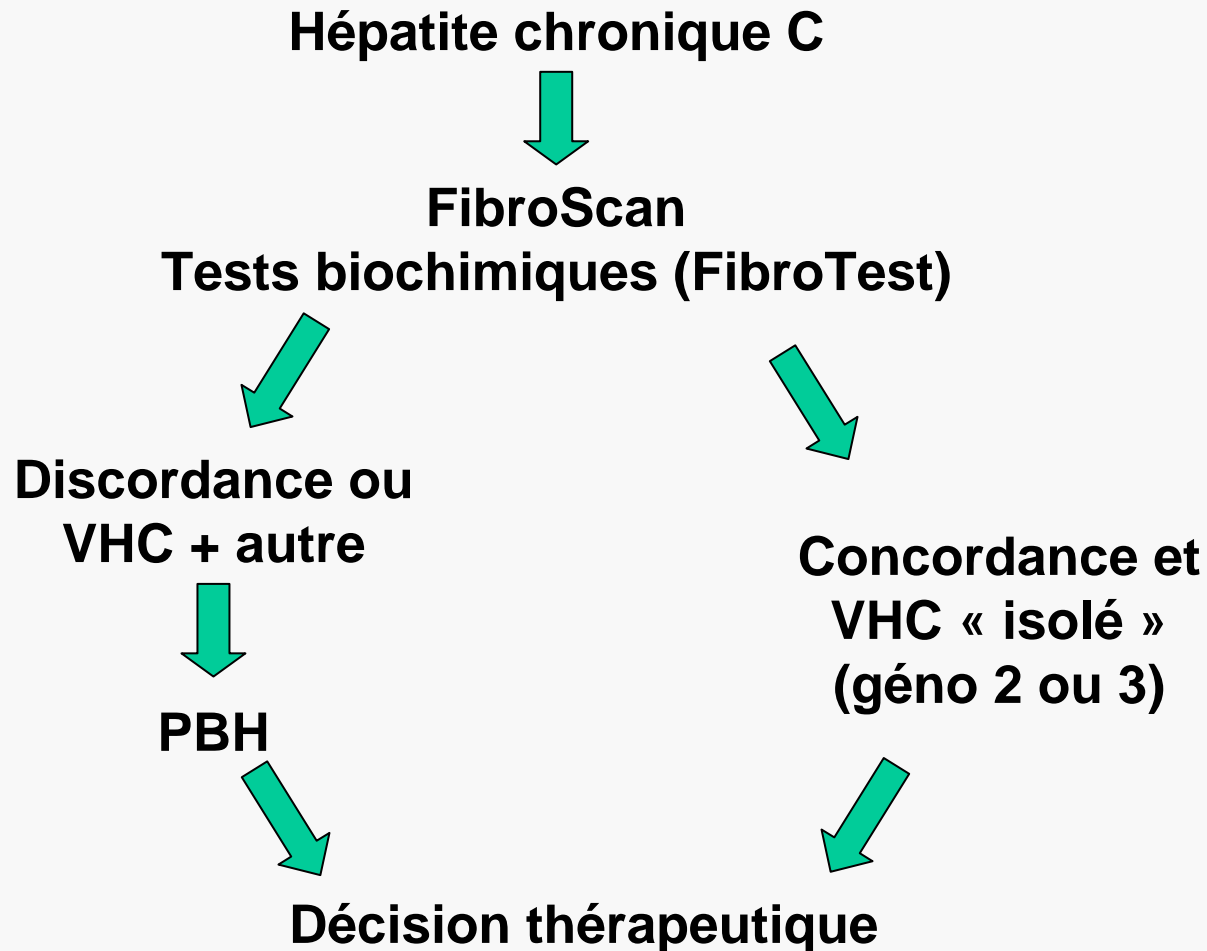 Hépatite chronique C
FibroScan
Tests biochimiques (FibroTest)
Discordance ou
VHC + autre
PBH
Concordance et
VHC « isolé »
(géno 2 ou 3)
Décision thérapeutique